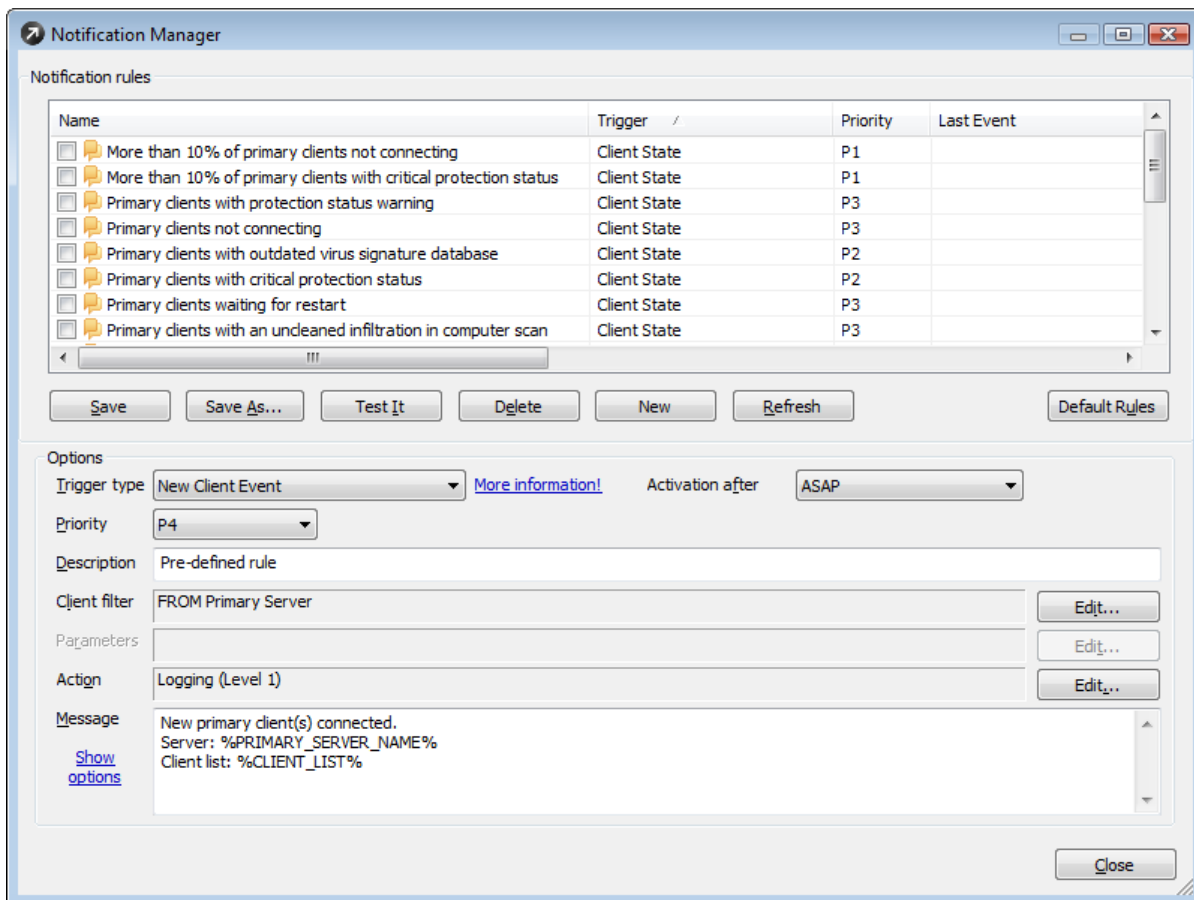 Notification Manager
Notification rules
Name Trigger Priority Last Event
More than 10% of primary clients not connecting Client State P1
More than 10% of primary clients with critical protection status Client State P1
Primary clients with protection status warning Client State P3
Primary clients not connecting Client State P3
Primary clients with outdated virus signature database Client State P2
Primary clients with critical protection status Client State P2
Primary clients waiting for restart Client State P3
Primary clients with an uncleaned infiltration in computer scan Client State P3
Save Save As... Test It Delete New Refresh Default Rules
Options
Trigger type New Client Event More information! Activation after ASAP
Priority P4
Description Pre-defined rule
Client filter FROM Primary Server Edit...
Parameters Edit...
Action Logging (Level 1) Edit...
Message New primary client(s) connected.
Server: %PRIMARY_SERVER_NAME%
Show Client list: %CLIENT_LIST%
options
Close